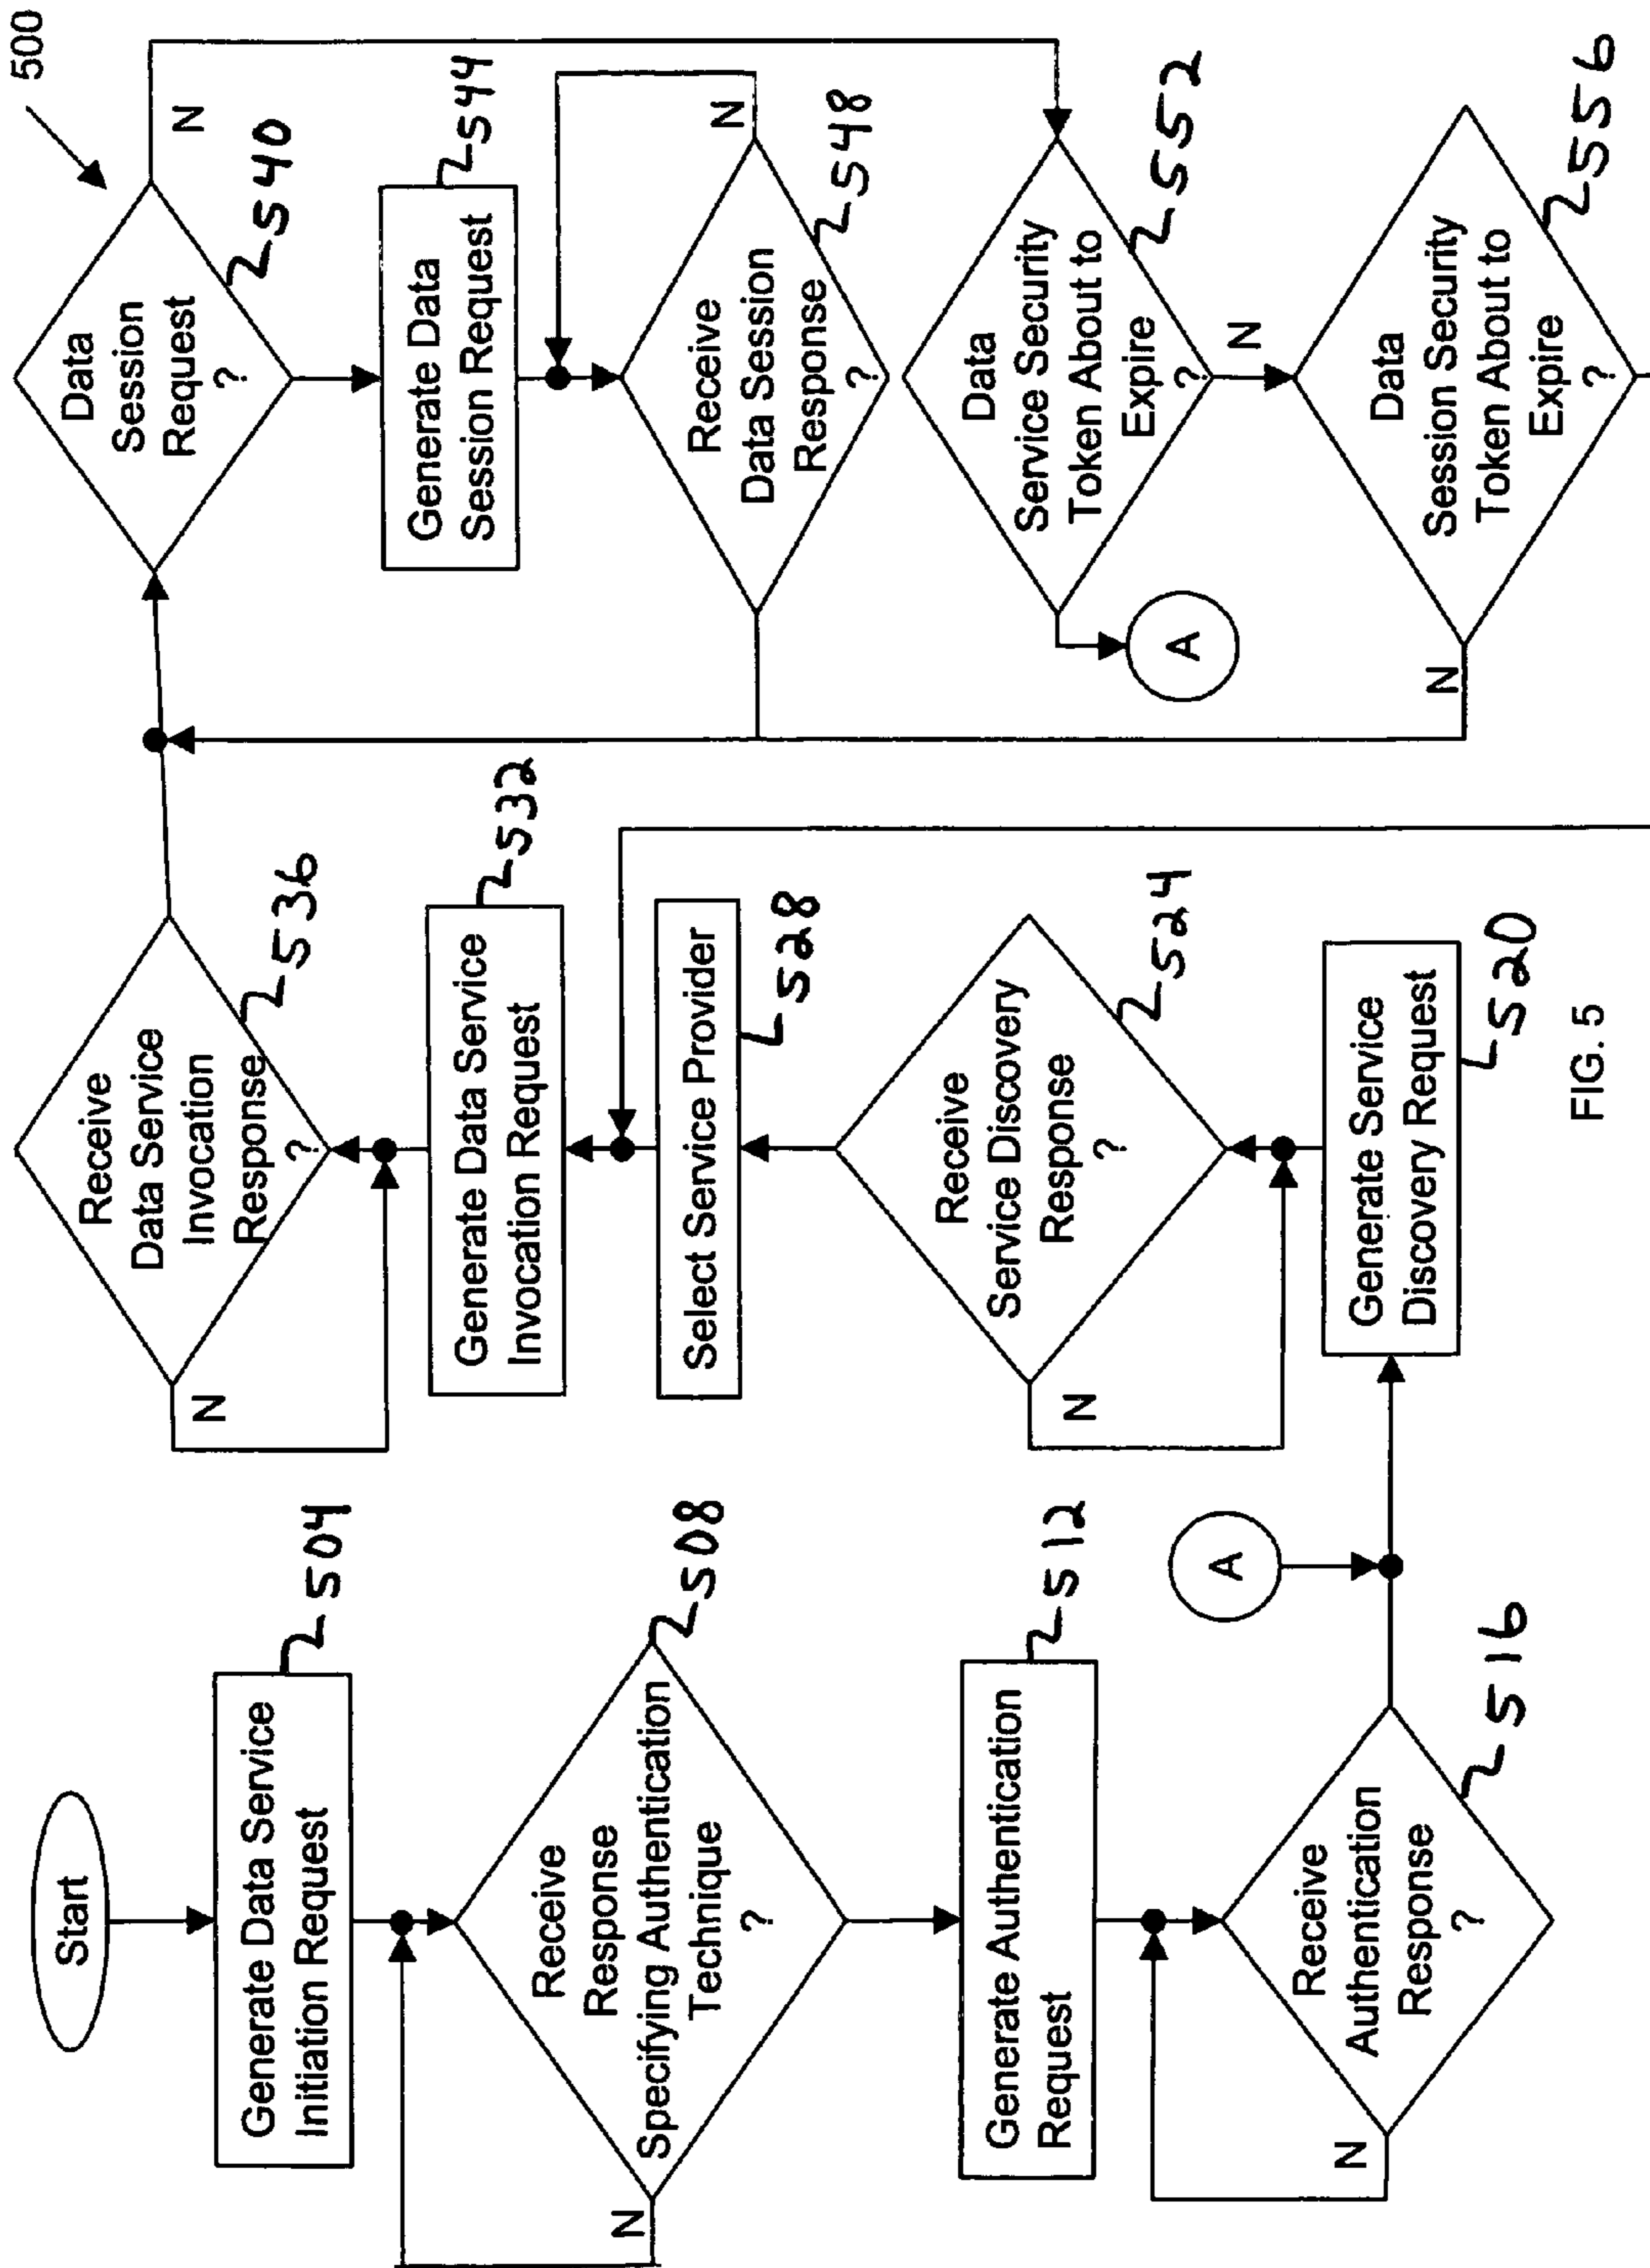 500
Start
Generate Data Service
Initiation Request
504
Receive
Response
Specifying Authentication
Technique
?
508
N
Generate Authentication
Request
512
Receive
Authentication
Response
?
516
N
A
Generate Service
Discovery Request
520
Receive
Service Discovery
Response
?
524
N
Select Service Provider
528
Generate Data Service
Invocation Request
532
Receive
Data Service
Invocation
Response
?
536
N
Data
Session
Request
?
540
N
Generate Data
Session Request
544
Receive
Data Session
Response
?
548
N
Data
Service Security
Token About to
Expire
?
552
N
A
Data
Session Security
Token About to
Expire
?
556
N
FIG. 5